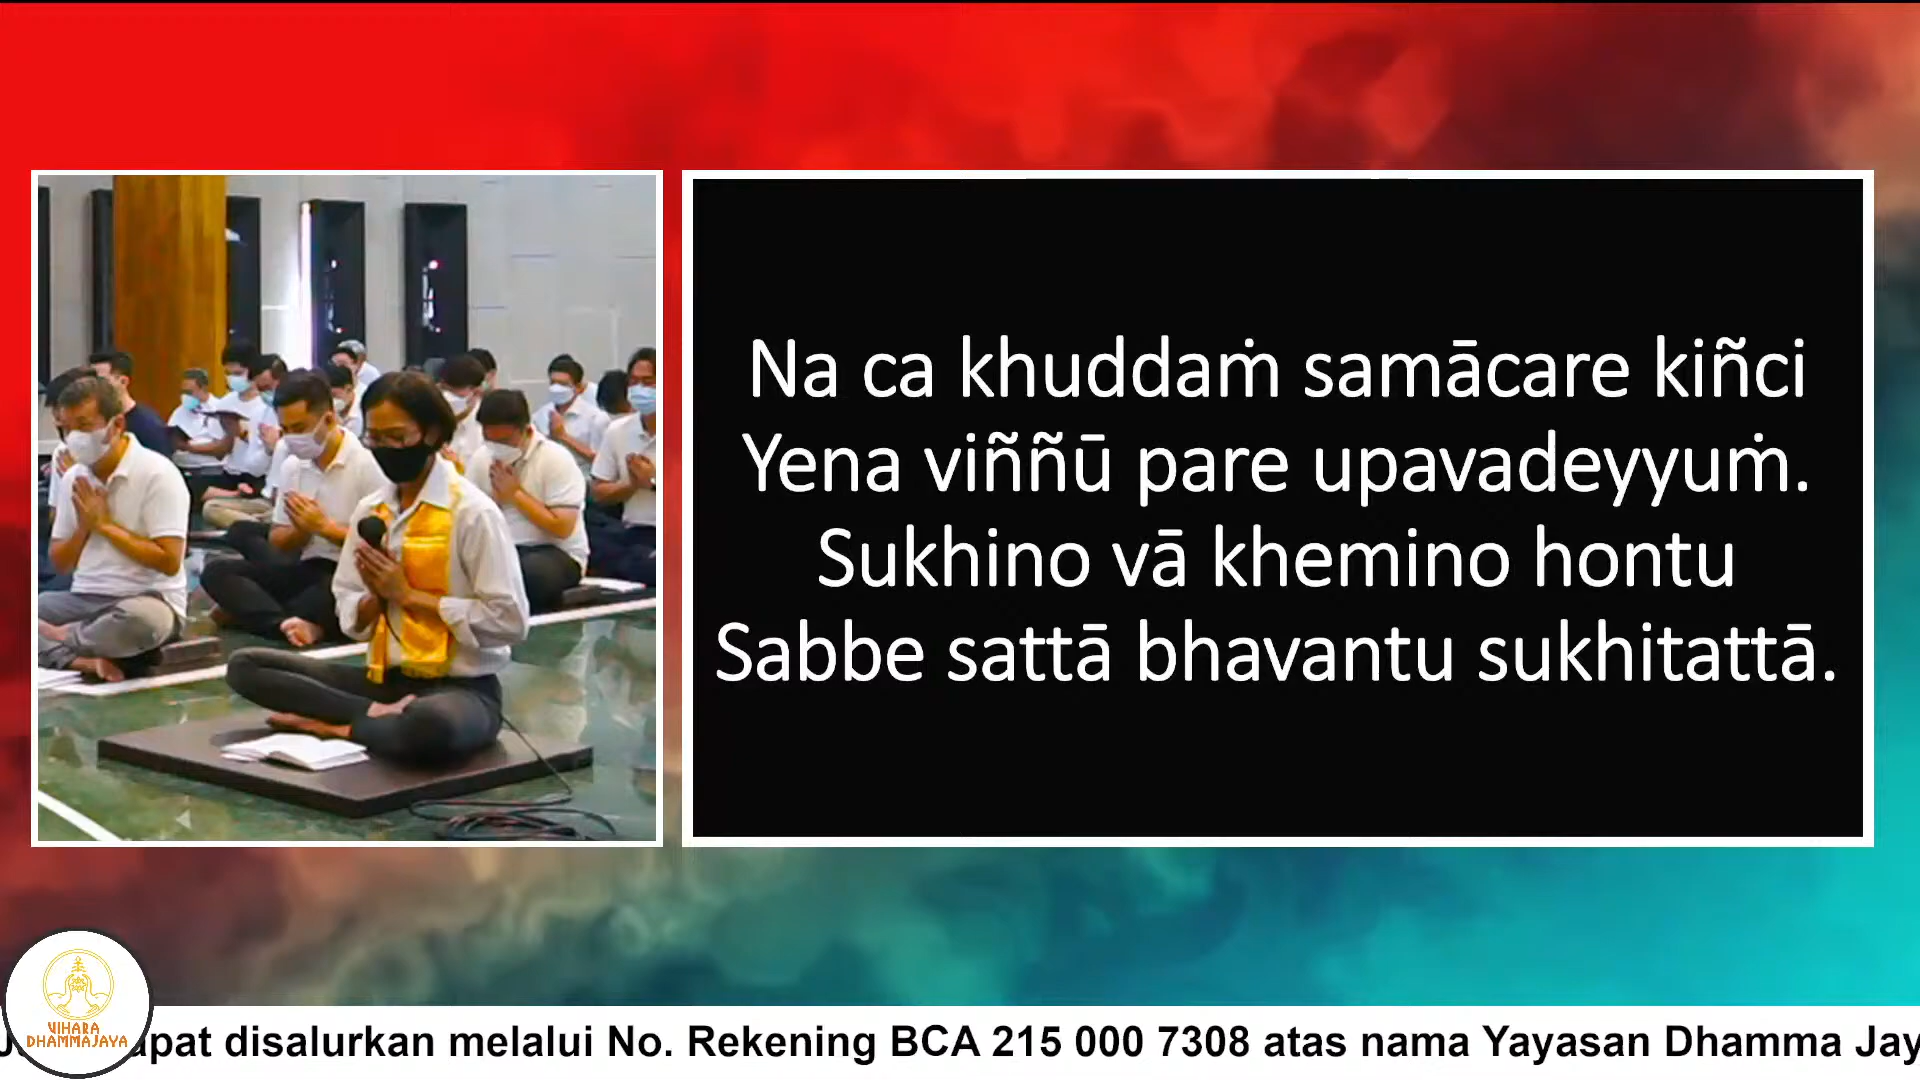 Na ca khuddaṁ samācare kiñci
Yena viññū pare upavadeyyuṁ.
Sukhino vā khemino hontu
Sabbe sattā bhavantu sukhitattā.
VIHARA
DHAMMAJAYA
disalurkan melalui No. Rekening BCA 215 000 7308 atas nama Yayasan Dhamma Jay